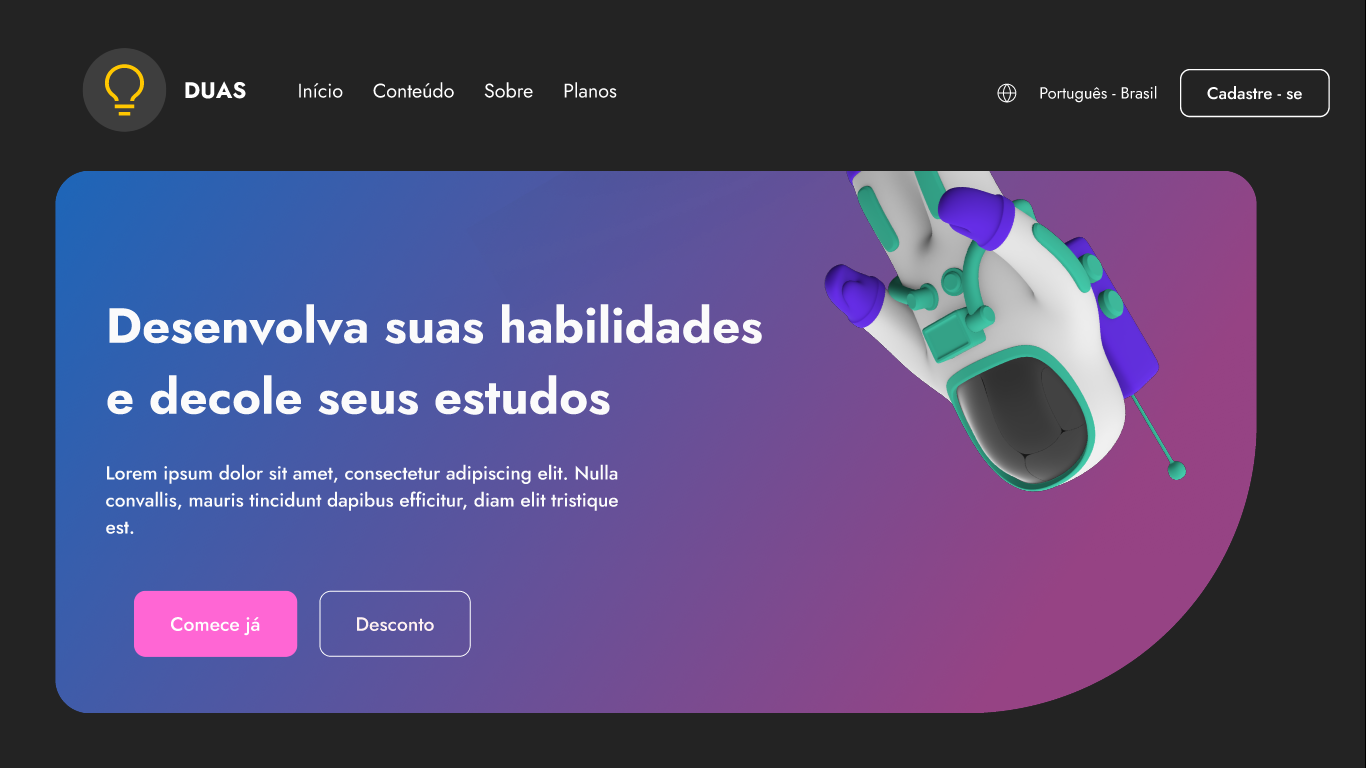 DUAS
Início
Conteúdo
Sobre
Planos
Português - Brasil
Cadastre - se
Desenvolva suas habilidades
e decole seus estudos
Lorem ipsum dolor sit amet, consectetur adipiscing elit. Nulla
convallis, mauris tincidunt dapibus efficitur, diam elit tristique
est.
Comece já
Desconto